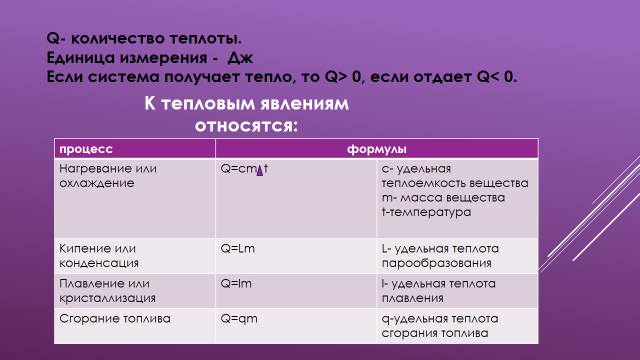 Q- количество теплоты.
Единица измерения -  Дж
Если система получает тепло, то Q> 0, если отдает Q< 0.
К тепловым явлениям
относятся:
процесс
формулы
Нагревание или
охлаждение
Q=cm▲t
c- удельная
теплоемкость вещества
m- масса вещества
t-температура
Кипение или
конденсация
Q=Lm
L- удельная теплота
парообразования
Плавление или
кристаллизация
Q=lm
l- удельная теплота
плавления
Сгорание топлива
Q=qm
q-удельная теплота
сгорания топлива